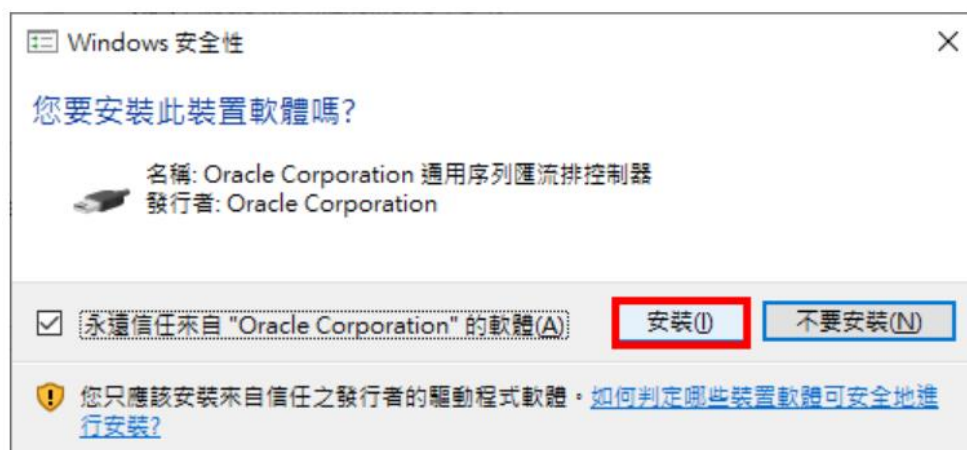 Windows 安全性
您要安裝此裝置軟體嗎?
名稱: Oracle Corporation 通用序列匯流排控制器
發行者: Oracle Corporation
永遠信任來自 "Oracle Corporation" 的軟體(A)
安裝(I)
不要安裝(N)
您只應該安裝來自信任之發行者的驅動程式軟體。如何判定哪些裝置軟體可安全地進
行安裝?